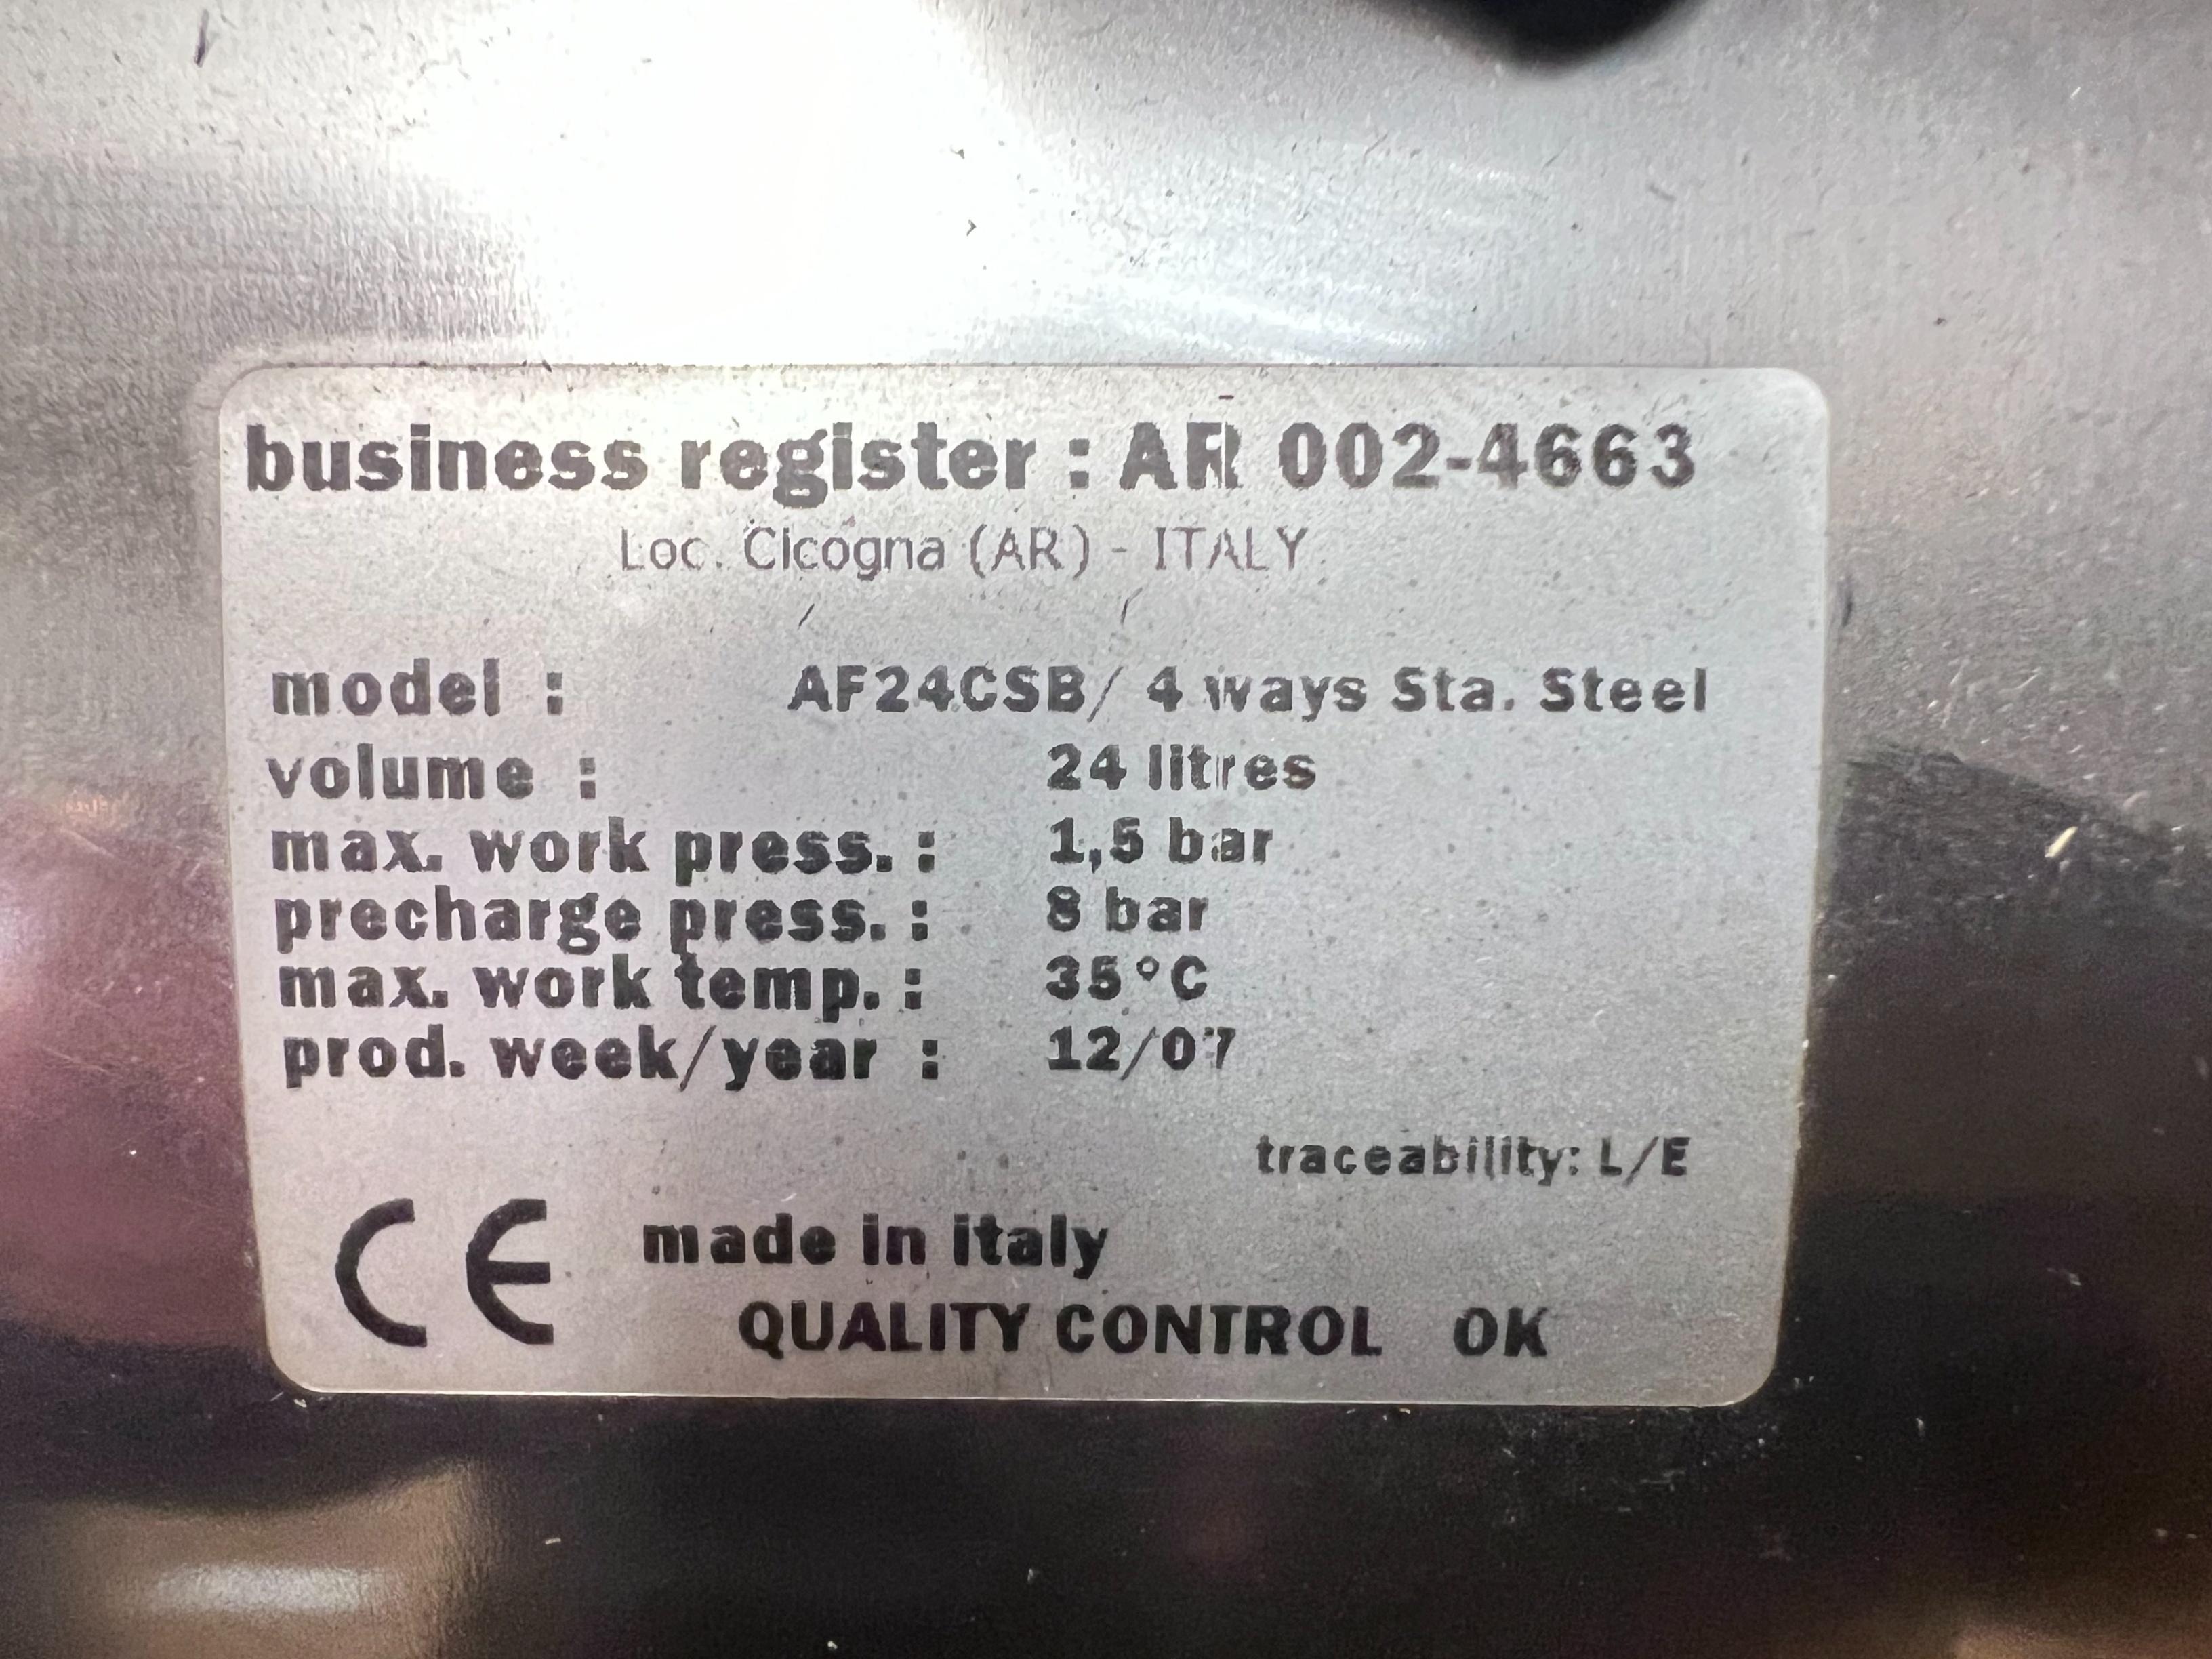 business register : AR 002-4663
Loc. Cicogna (AR) - ITALY
model : AF24CSB/ 4 ways Sta. Steel
volume : 24 litres
max. work press. : 1,5 bar
precharge press. : 8 bar
max. work temp. : 35°C
prod. week/year : 12/07
traceability: L/E
CE made in italy
QUALITY CONTROL OK